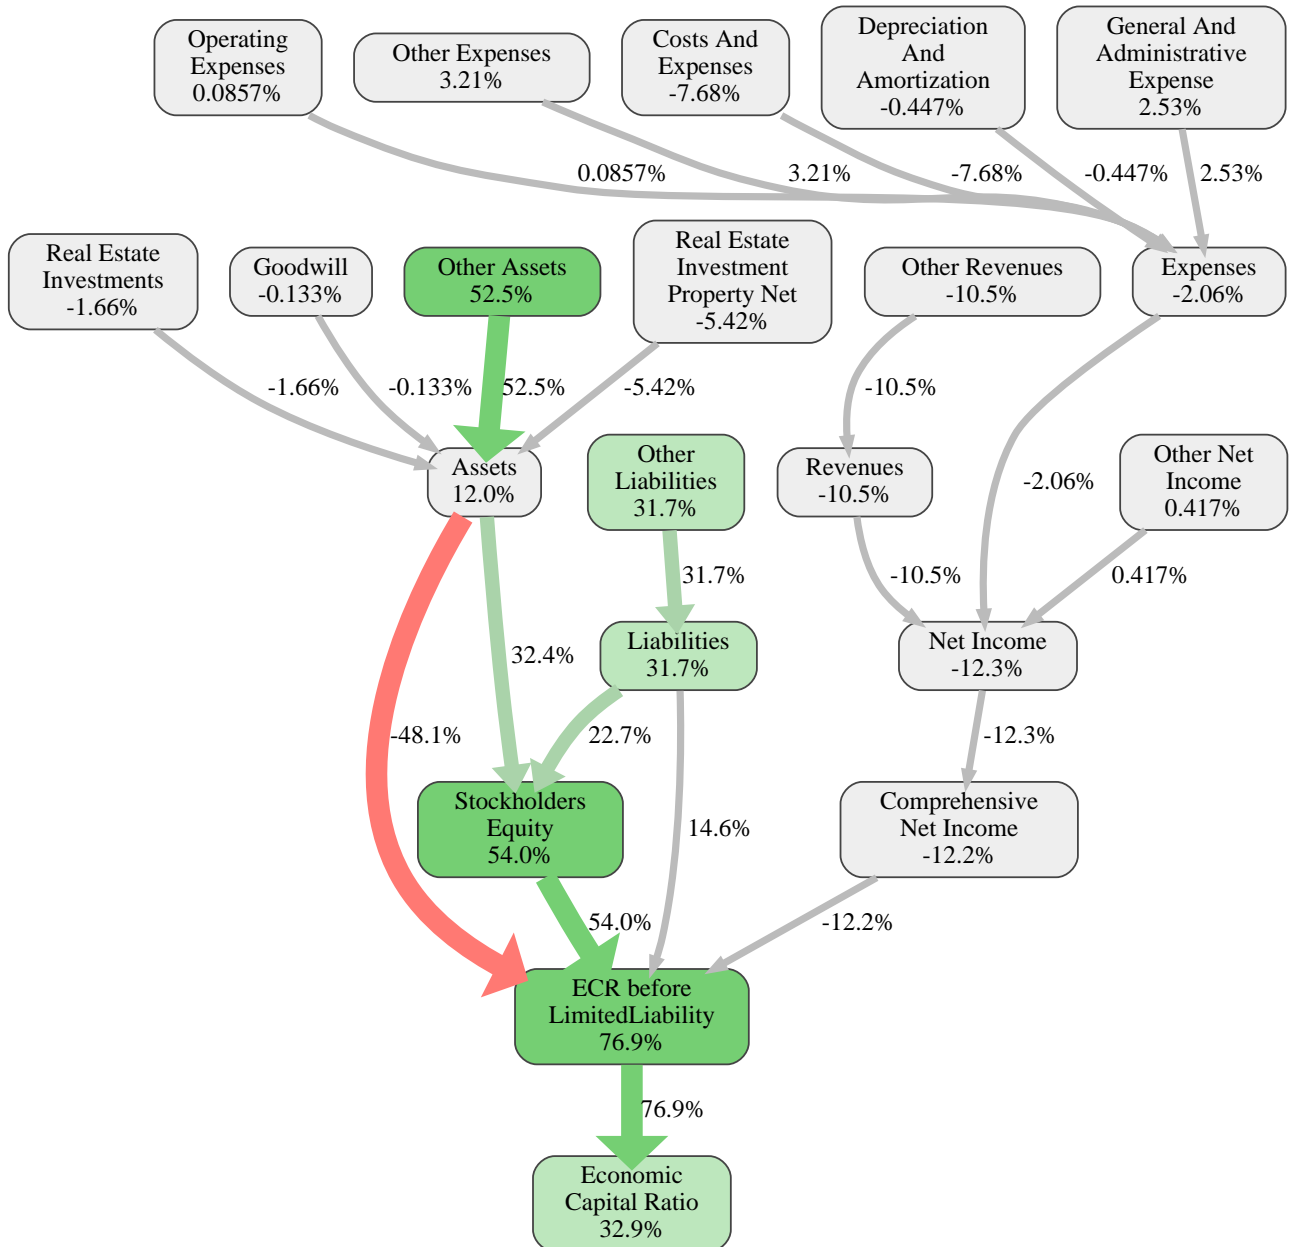 Operating
Expenses
0.0857%
Other Expenses
3.21%
Costs And
Expenses
-7.68%
Depreciation
And
Amortization
-0.447%
General And
Administrative
Expense
2.53%
0.0857%
3.21%
-7.68%
-0.447%
2.53%
Real Estate
Investments
-1.66%
Goodwill
-0.133%
Other Assets
52.5%
Real Estate
Investment
Property Net
-5.42%
Other Revenues
-10.5%
Expenses
-2.06%
-1.66%
-0.133%
52.5%
-5.42%
-10.5%
Assets
12.0%
Other
Liabilities
31.7%
Revenues
-10.5%
-2.06%
Other Net
Income
0.417%
31.7%
-10.5%
0.417%
32.4%
Liabilities
31.7%
Net Income
-12.3%
-48.1%
22.7%
-12.3%
Stockholders
Equity
54.0%
14.6%
Comprehensive
Net Income
-12.2%
54.0%
-12.2%
ECR before
LimitedLiability
76.9%
76.9%
Economic
Capital Ratio
32.9%